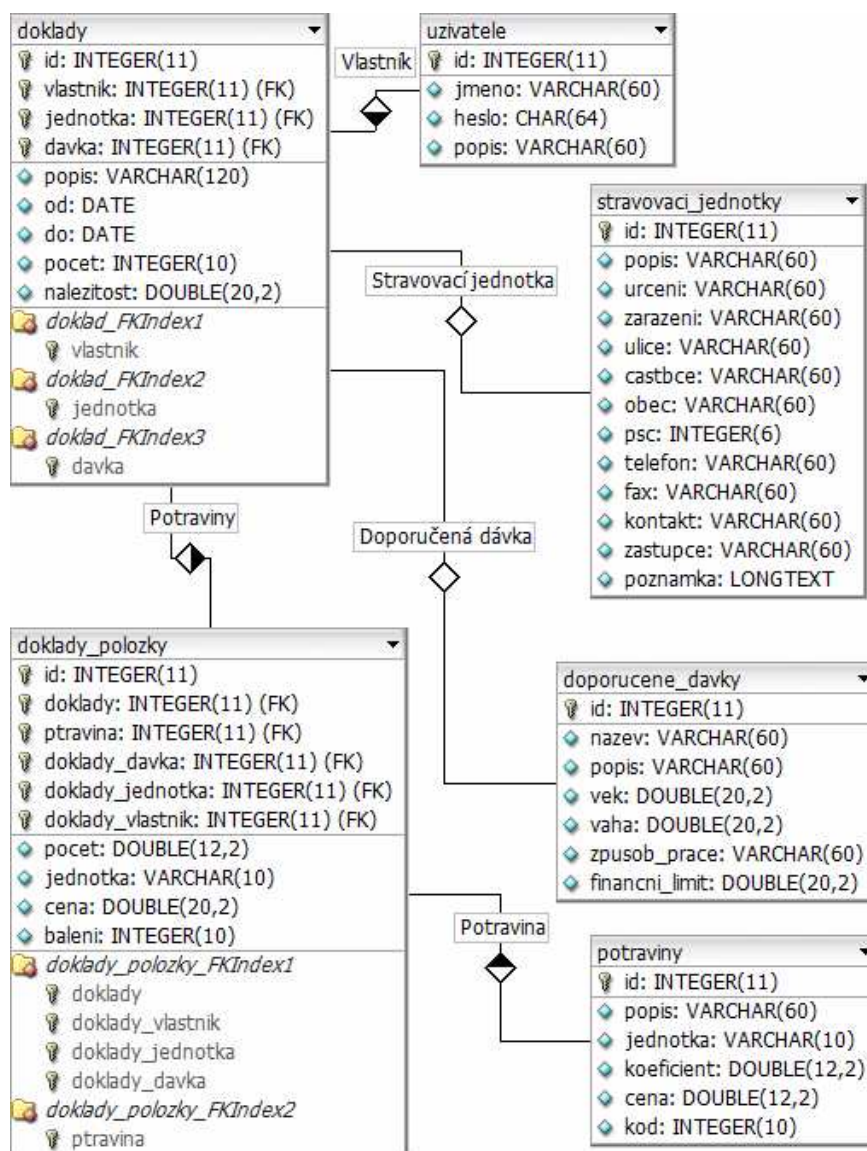 doklady
id: INTEGER(11)
vlastnik: INTEGER(11) (FK)
jednotka: INTEGER(11) (FK)
davka: INTEGER(11) (FK)
popis: VARCHAR(120)
od: DATE
do: DATE
pocet: INTEGER(10)
nalezitost: DOUBLE(20,2)
doklad_FKIndex1
vlastnik
doklad_FKIndex2
jednotka
doklad_FKIndex3
davka
Vlastník
uzivatele
id: INTEGER(11)
jmeno: VARCHAR(60)
heslo: CHAR(64)
popis: VARCHAR(60)
Stravovací jednotka
stravovaci_jednotky
id: INTEGER(11)
popis: VARCHAR(60)
urceni: VARCHAR(60)
zarazeni: VARCHAR(60)
ulice: VARCHAR(60)
castbce: VARCHAR(60)
obec: VARCHAR(60)
psc: INTEGER(6)
telefon: VARCHAR(60)
fax: VARCHAR(60)
kontakt: VARCHAR(60)
zastupce: VARCHAR(60)
poznamka: LONGTEXT
Potraviny
Doporučená dávka
doklady_polozky
id: INTEGER(11)
doklady: INTEGER(11) (FK)
ptravina: INTEGER(11) (FK)
doklady_davka: INTEGER(11) (FK)
doklady_jednotka: INTEGER(11) (FK)
doklady_vlastnik: INTEGER(11) (FK)
pocet: DOUBLE(12,2)
jednotka: VARCHAR(10)
cena: DOUBLE(20,2)
baleni: INTEGER(10)
doklady_polozky_FKIndex1
doklady
doklady_vlastnik
doklady_jednotka
doklady_davka
doklady_polozky_FKIndex2
ptravina
doporucene_davky
id: INTEGER(11)
nazev: VARCHAR(60)
popis: VARCHAR(60)
vek: DOUBLE(20,2)
vaha: DOUBLE(20,2)
zpusob_prace: VARCHAR(60)
financni_limit: DOUBLE(20,2)
Potravina
potraviny
id: INTEGER(11)
popis: VARCHAR(60)
jednotka: VARCHAR(10)
koeficient: DOUBLE(12,2)
cena: DOUBLE(12,2)
kod: INTEGER(10)